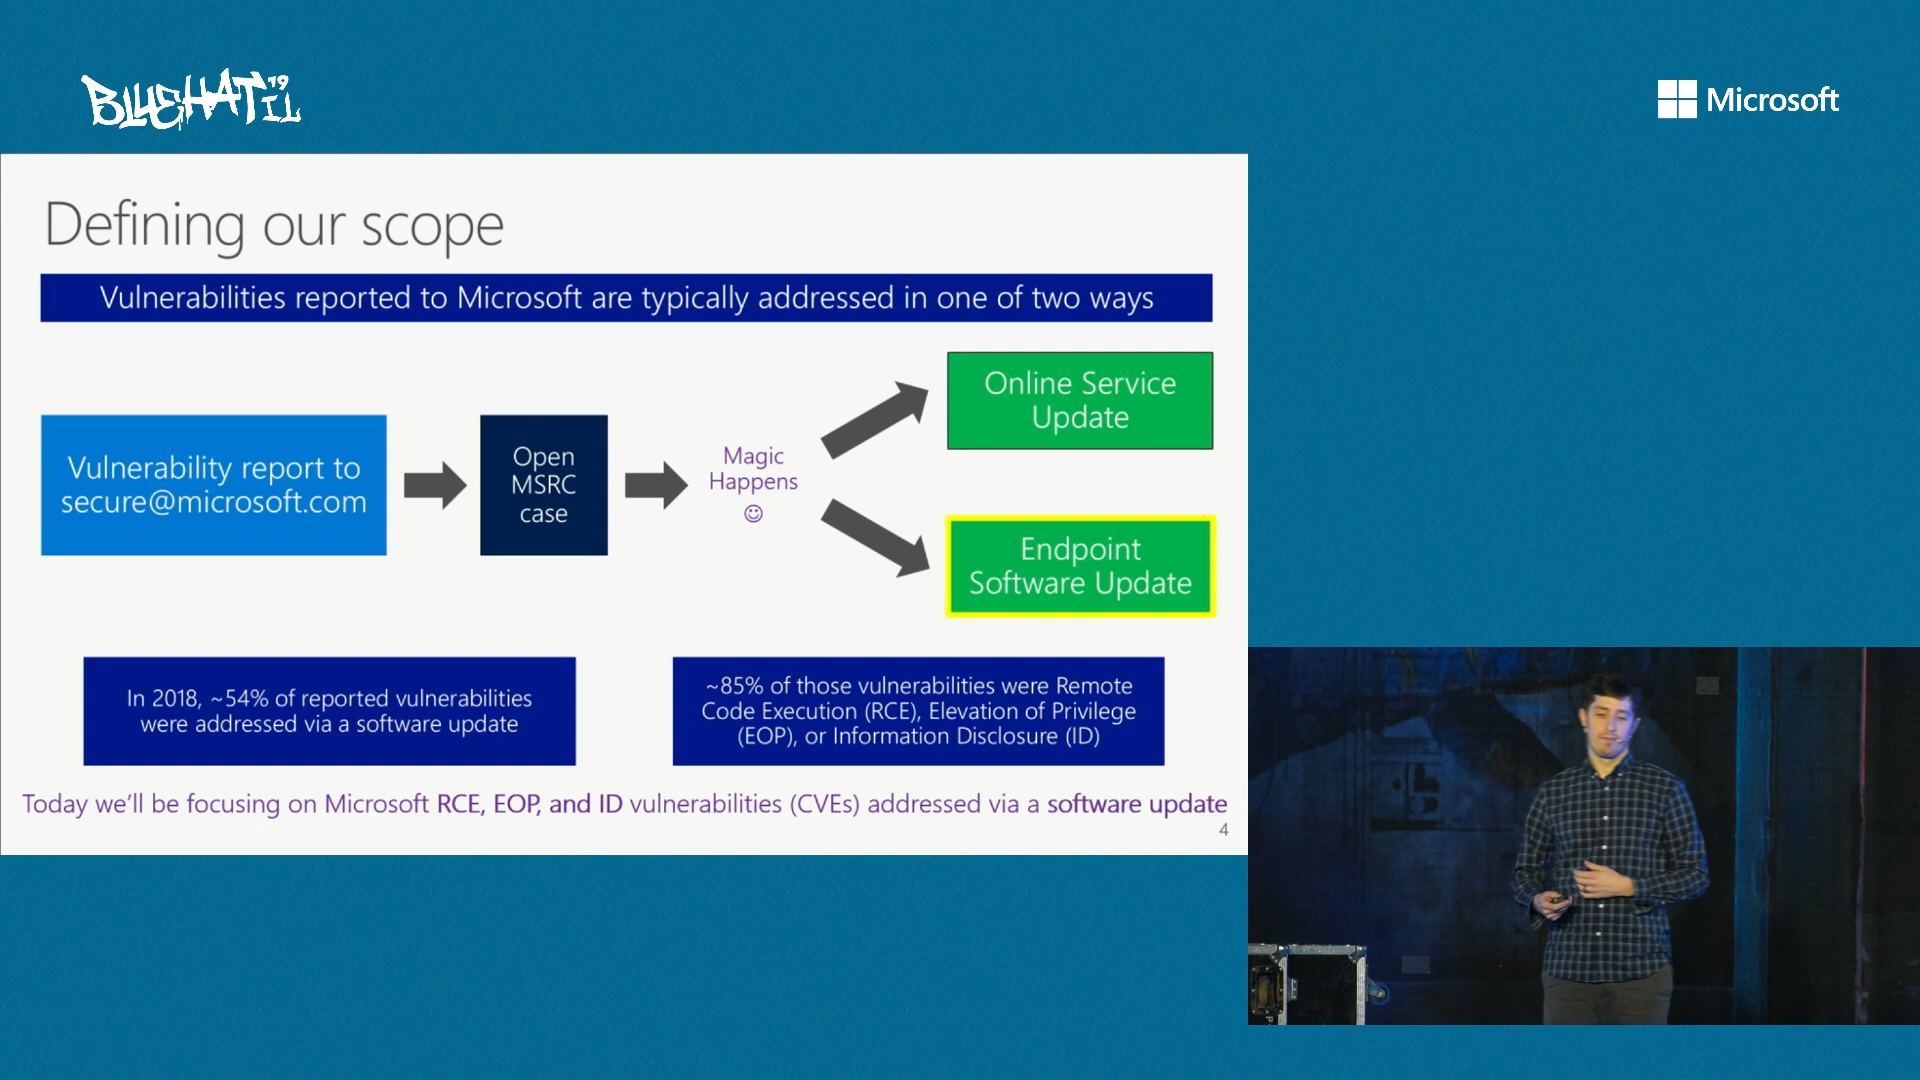 BLUEHAT IL 19
Microsoft
Defining our scope
Vulnerabilities reported to Microsoft are typically addressed in one of two ways
Vulnerability report to
secure@microsoft.com
Open
MSRC
case
Magic
Happens
☺
Online Service
Update
Endpoint
Software Update
In 2018, ~54% of reported vulnerabilities
were addressed via a software update
~85% of those vulnerabilities were Remote
Code Execution (RCE), Elevation of Privilege
(EOP), or Information Disclosure (ID)
Today we'll be focusing on Microsoft RCE, EOP, and ID vulnerabilities (CVEs) addressed via a software update
4